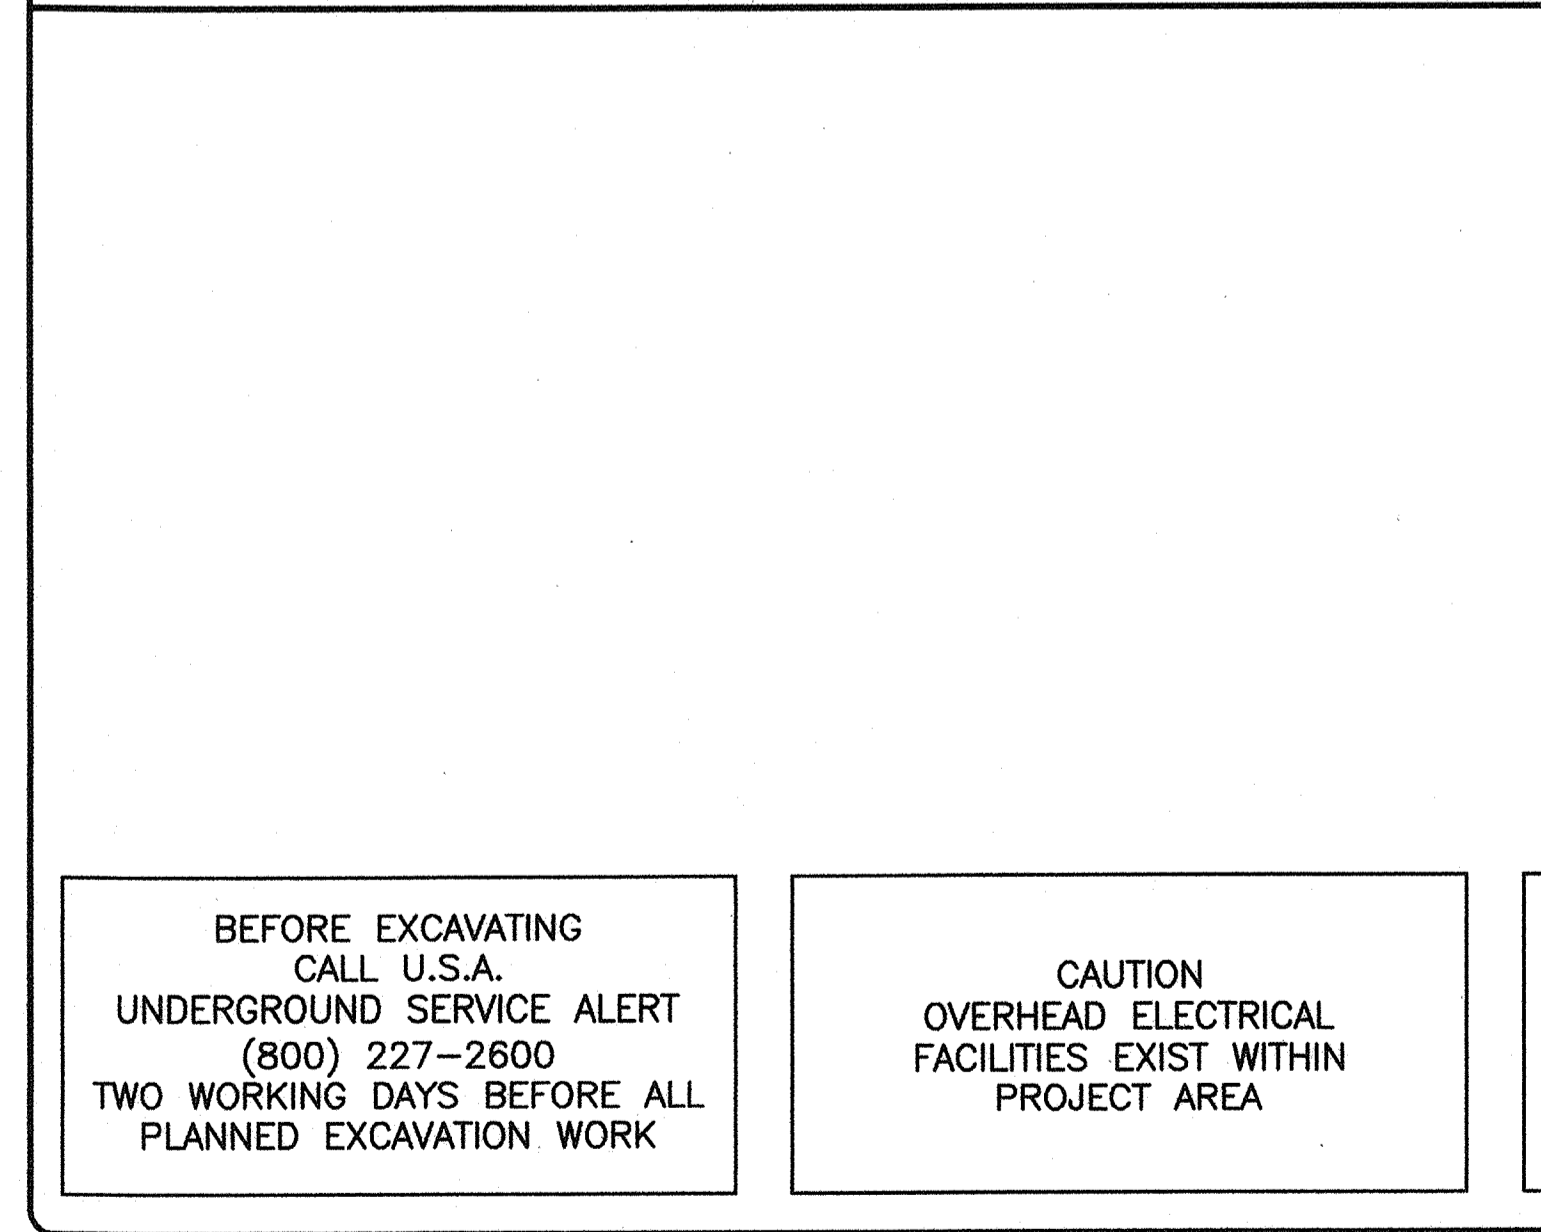 BEFORE EXCAVATING
CALL U.S.A.
UNDERGROUND SERVICE ALERT
(800) 227-2600
TWO WORKING DAYS BEFORE ALL
PLANNED EXCAVATION WORK
CAUTION
OVERHEAD ELECTRICAL
FACILITIES EXIST WITHIN
PROJECT AREA